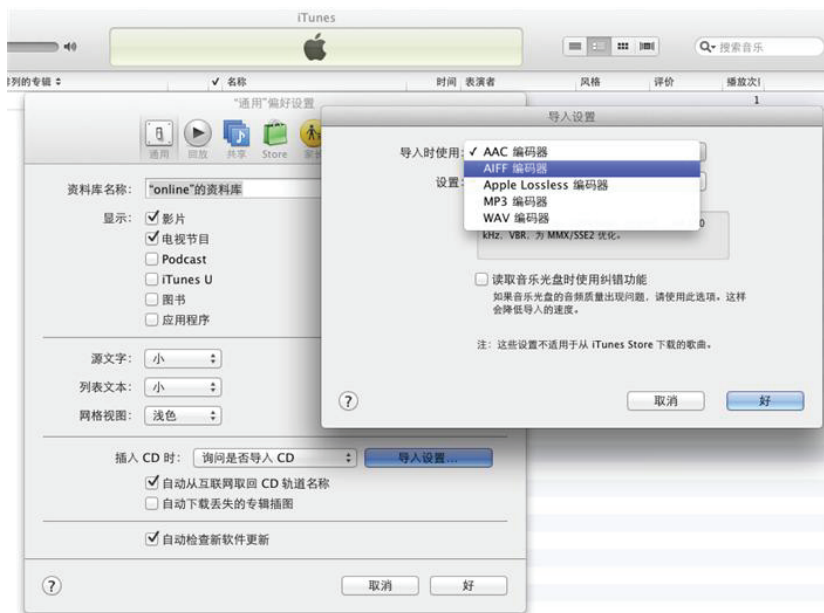 iTunes
搜索音乐
列的专辑 ✓ 名称 时间 表演者 风格 评价 播放次
1
“通用”偏好设置
通用 回放 共享 Store
资料库名称: “online”的资料库
显示: 影片
电视节目
Podcast
iTunes U
图书
应用程序
源文字: 小
列表文本: 小
网格视图: 浅色
插入 CD 时: 询问是否导入 CD 导入设置...
自动从互联网取回 CD 轨道名称
自动下载丢失的专辑插图
自动检查新软件更新
? 取消 好
导入设置
导入时使用: ✓ AAC 编码器
AIFF 编码器
设置: Apple Lossless 编码器
MP3 编码器
WAV 编码器
kHz、VBR，为 MMX/SSE2 优化。
读取音乐光盘时使用纠错功能
如果音乐光盘的音频质量出现问题，请使用此选项。这样
会降低导入的速度。
注：这些设置不适用于从 iTunes Store 下载的歌曲。
? 取消 好